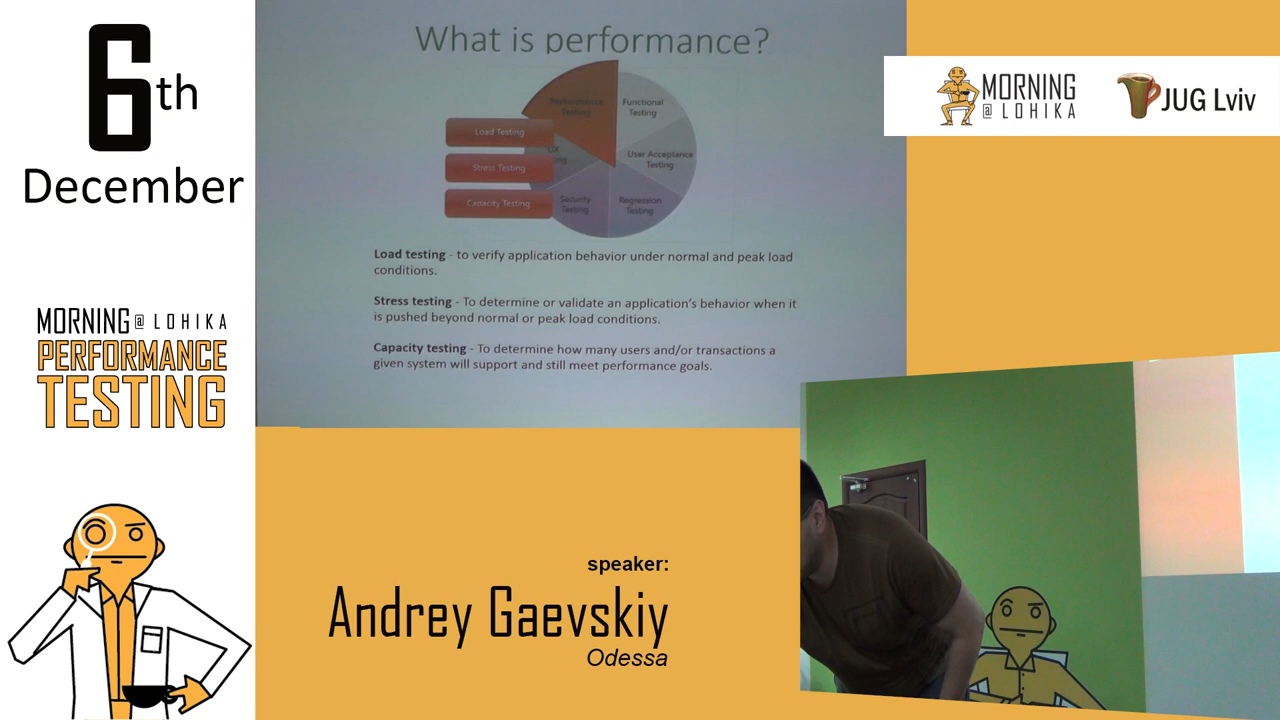 6th
December
MORNING @ LOHIKA
PERFORMANCE
TESTING
What is performance?
Performance
Testing
Functional
Testing
User Acceptance
Testing
Regression
Testing
Security
Testing
UX
Load Testing
Stress Testing
Capacity Testing
Load testing - to verify application behavior under normal and peak load
conditions.
Stress testing - To determine or validate an application's behavior when it
is pushed beyond normal or peak load conditions.
Capacity testing - To determine how many users and/or transactions a
given system will support and still meet performance goals.
MORNING
@ LOHIKA
JUG Lviv
speaker:
Andrey Gaevskiy
Odessa